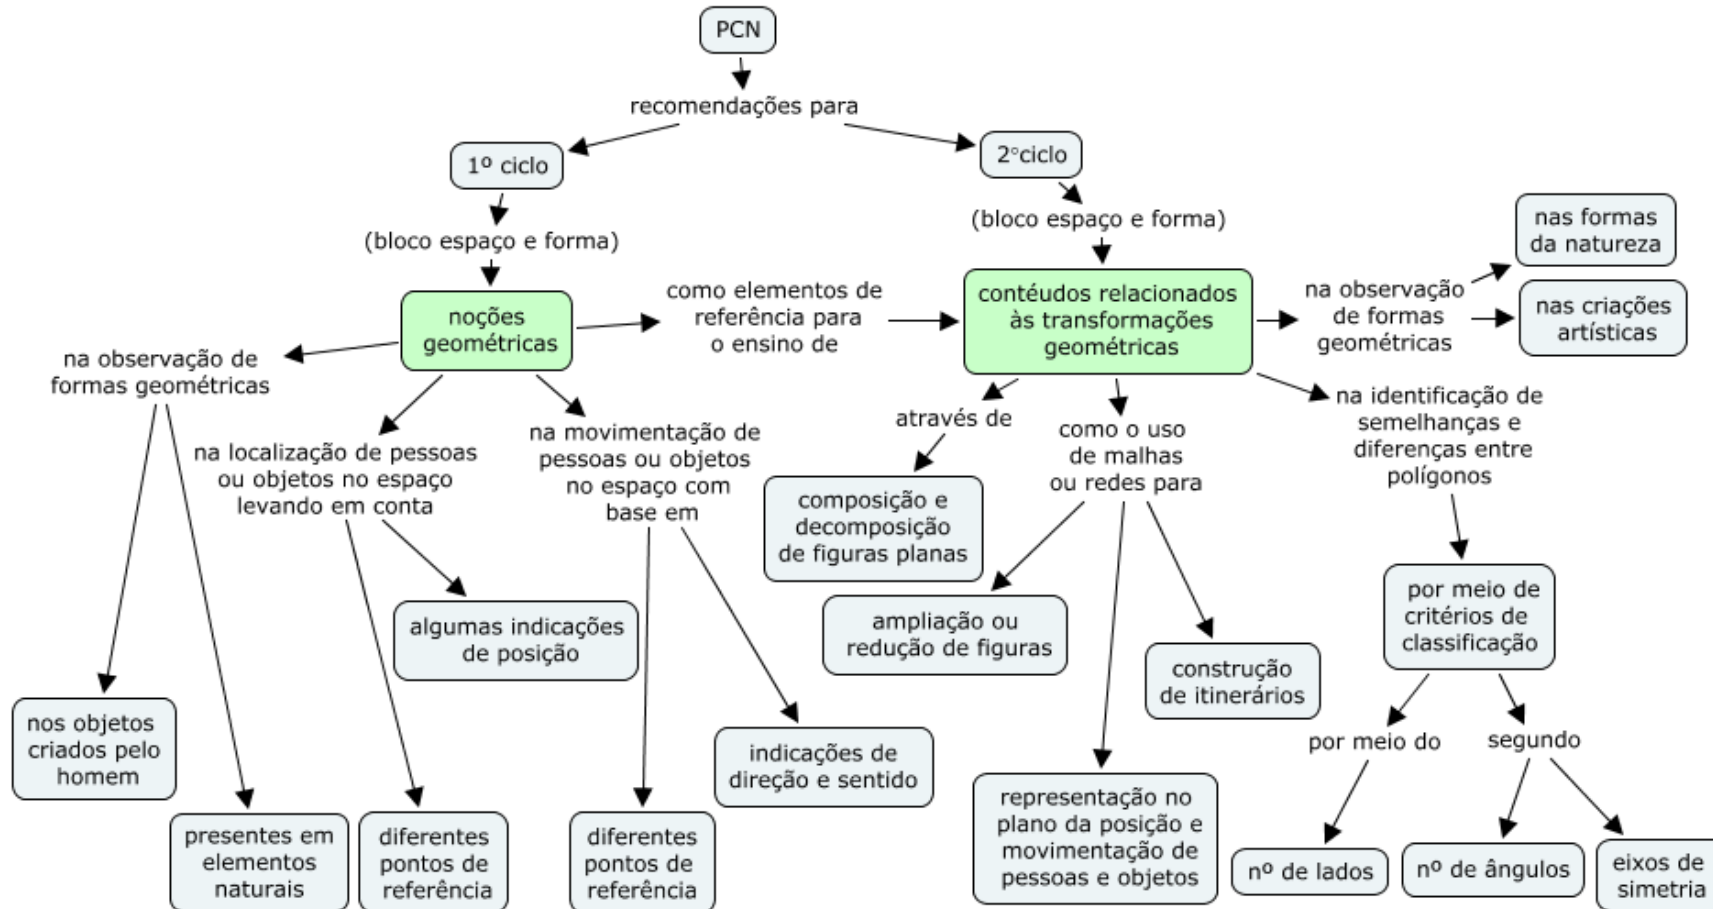 PCN
recomendações para
1º ciclo
2°ciclo
(bloco espaço e forma)
(bloco espaço e forma)
noções
geométricas
como elementos de
referência para
o ensino de
contéudos relacionados
às transformações
geométricas
na observação
de formas
geométricas
nas formas
da natureza
nas criações
artísticas
na observação de
formas geométricas
na localização de pessoas
ou objetos no espaço
levando em conta
na movimentação de
pessoas ou objetos
no espaço com
base em
através de
como o uso
de malhas
ou redes para
na identificação de
semelhanças e
diferenças entre
polígonos
composição e
decomposição
de figuras planas
algumas indicações
de posição
ampliação ou
redução de figuras
construção
de itinerários
por meio de
critérios de
classificação
nos objetos
criados pelo
homem
indicações de
direção e sentido
por meio do
segundo
presentes em
elementos
naturais
diferentes
pontos de
referência
diferentes
pontos de
referência
representação no
plano da posição e
movimentação de
pessoas e objetos
nº de lados
nº de ângulos
eixos de
simetria